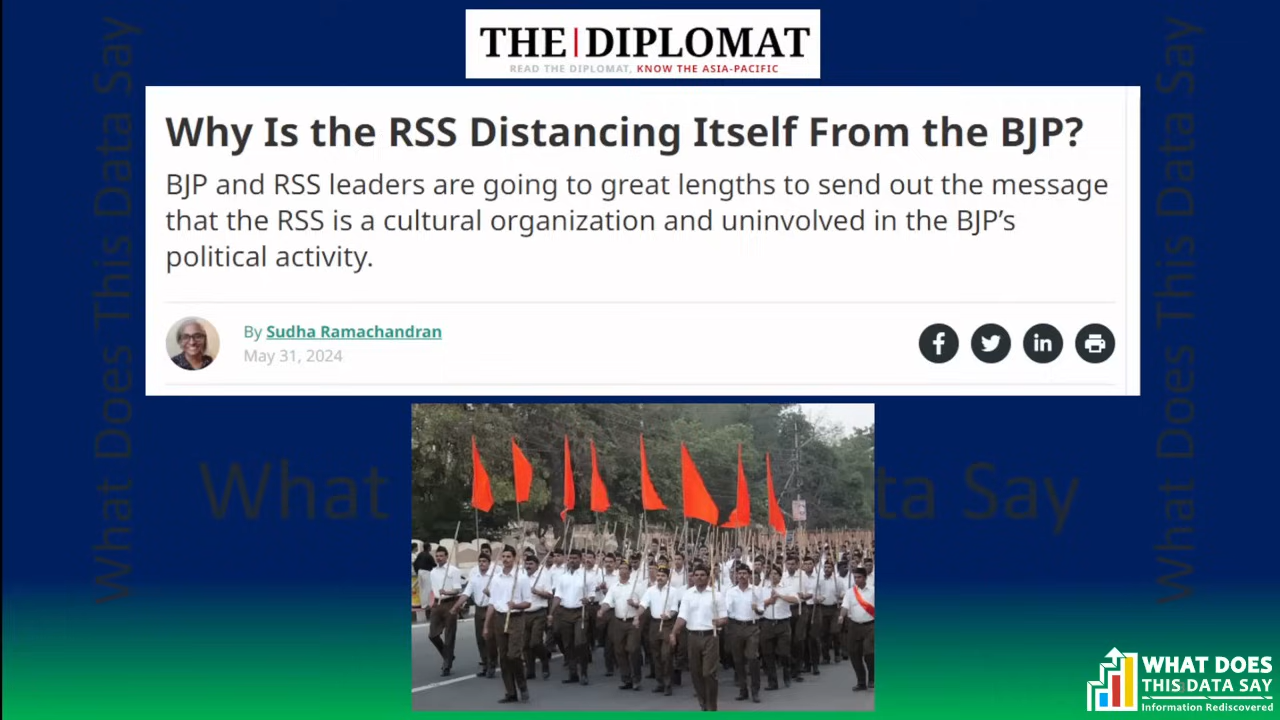 THE|DIPLOMAT
READ THE DIPLOMAT, KNOW THE ASIA-PACIFIC
Why Is the RSS Distancing Itself From the BJP?
BJP and RSS leaders are going to great lengths to send out the message
that the RSS is a cultural organization and uninvolved in the BJP's
political activity.
By Sudha Ramachandran
May 31, 2024
What Does This Data Say
What Does This Data Say
What ta Say
WHAT DOES
THIS DATA SAY
Information Rediscovered